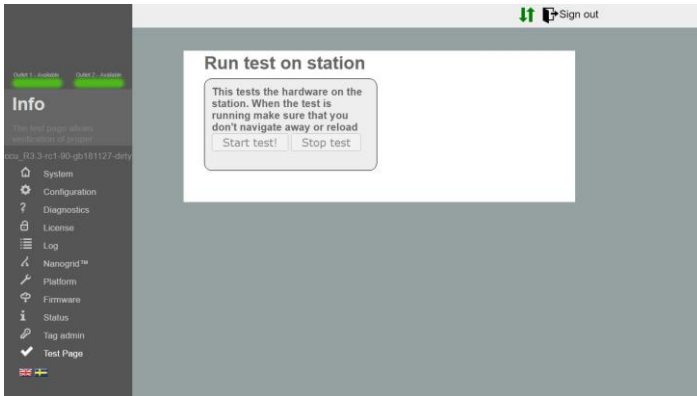 Sign out
Outlet 1 - Available Outlet 2 - Available
Info
The test page allows
verification of proper
ccu_R3.3-rc1-90-gb181127-dirty
System
Configuration
Diagnostics
License
Log
Nanogrid™
Platform
Firmware
Status
Tag admin
Test Page
Run test on station
This tests the hardware on the
station. When the test is
running make sure that you
don't navigate away or reload
Start test! Stop test